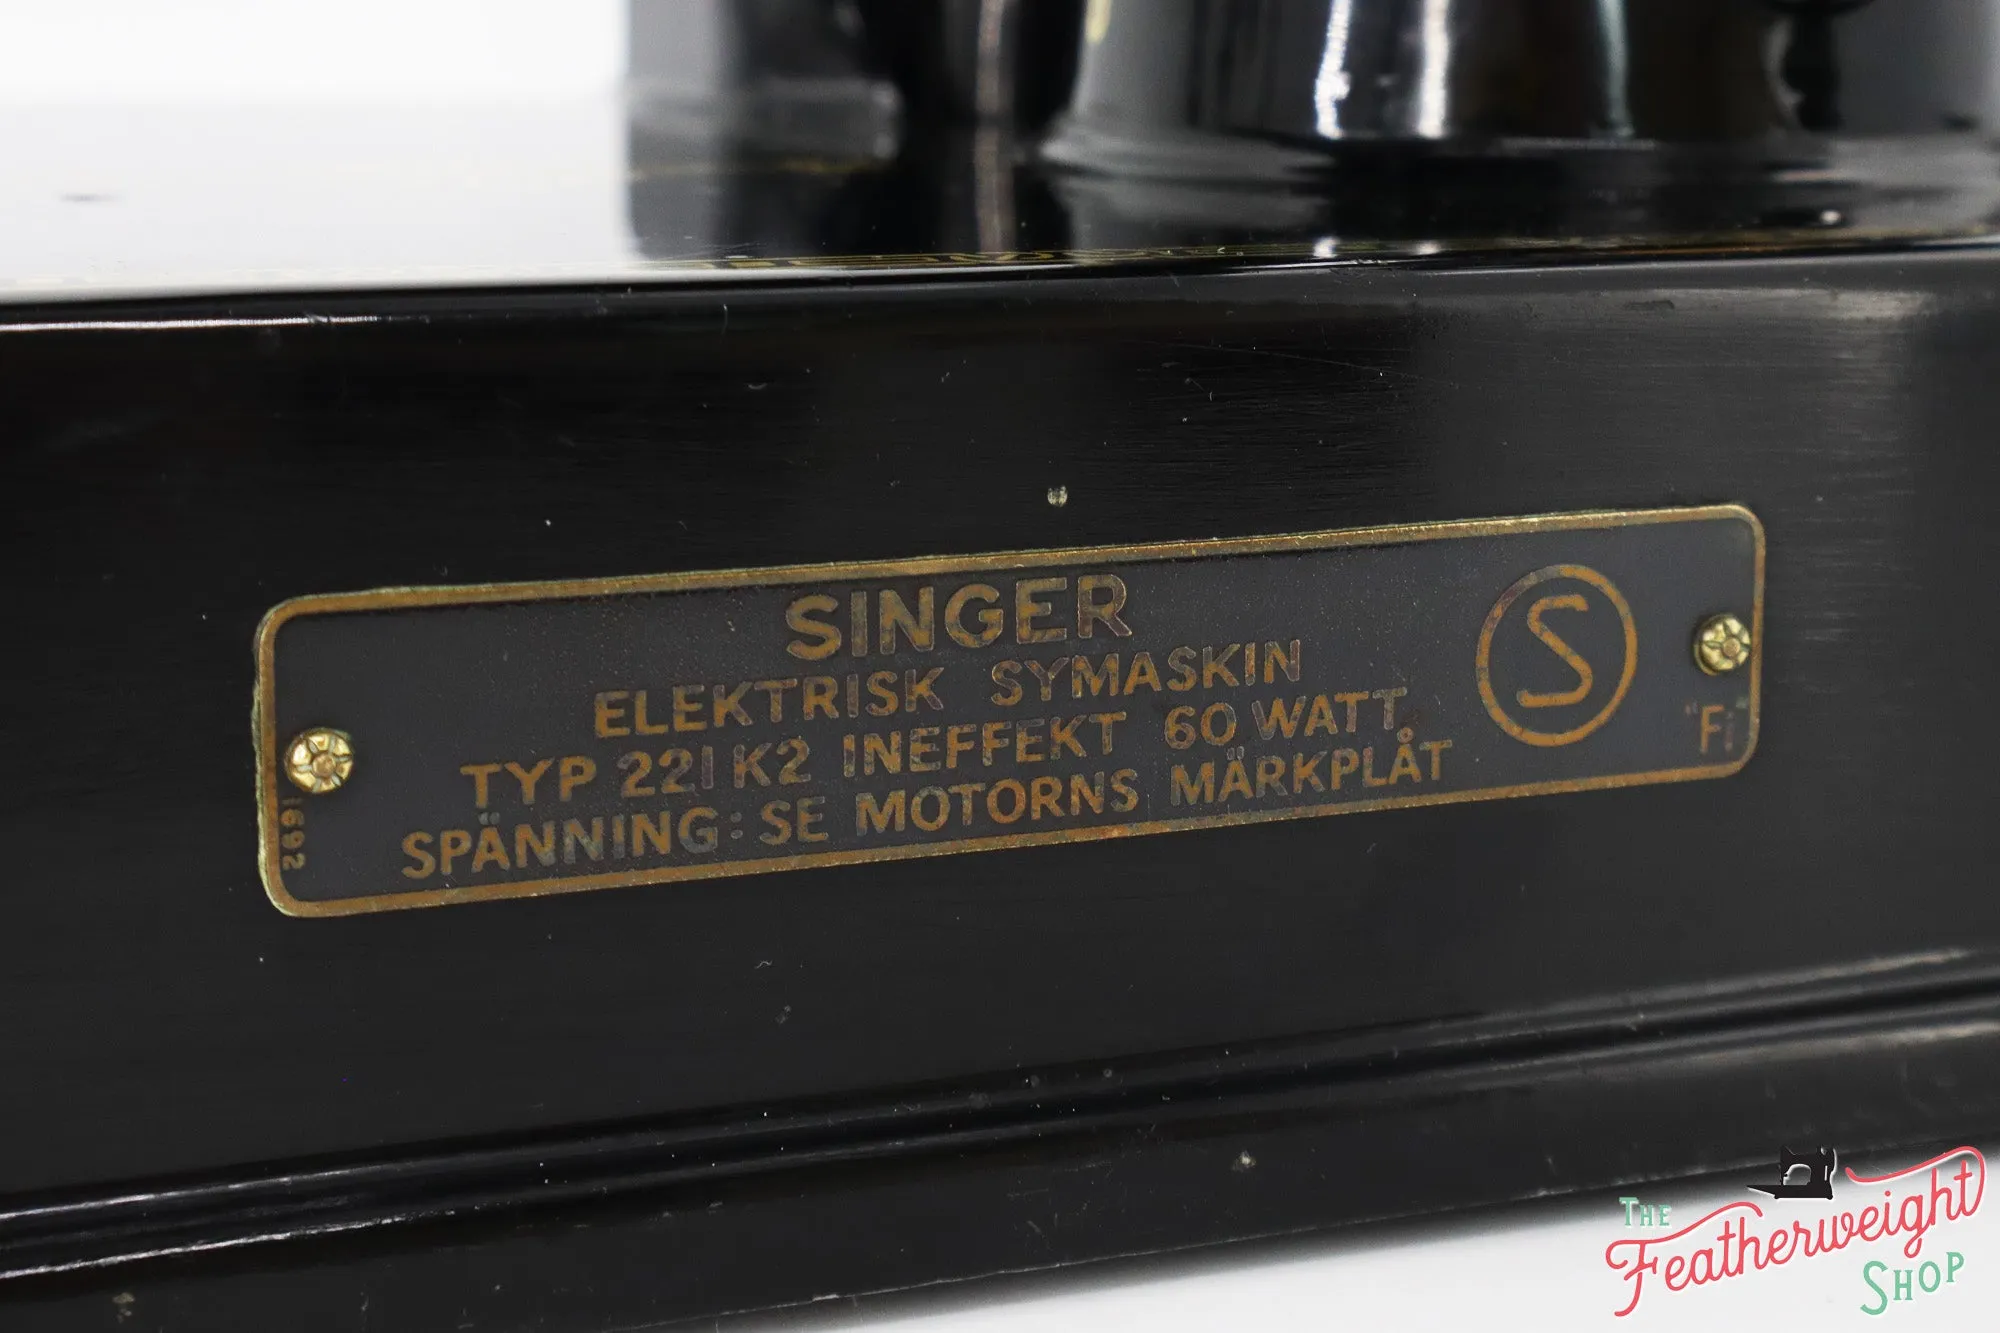 SINGER
ELEKTRISK SYMASKIN
TYP 221 K2 INEFFEKT 60 WATT
SPÄNNING: SE MOTORNS MÄRKPLÅT
S
"Fi"
1692
THE
Featherweight
SHOP